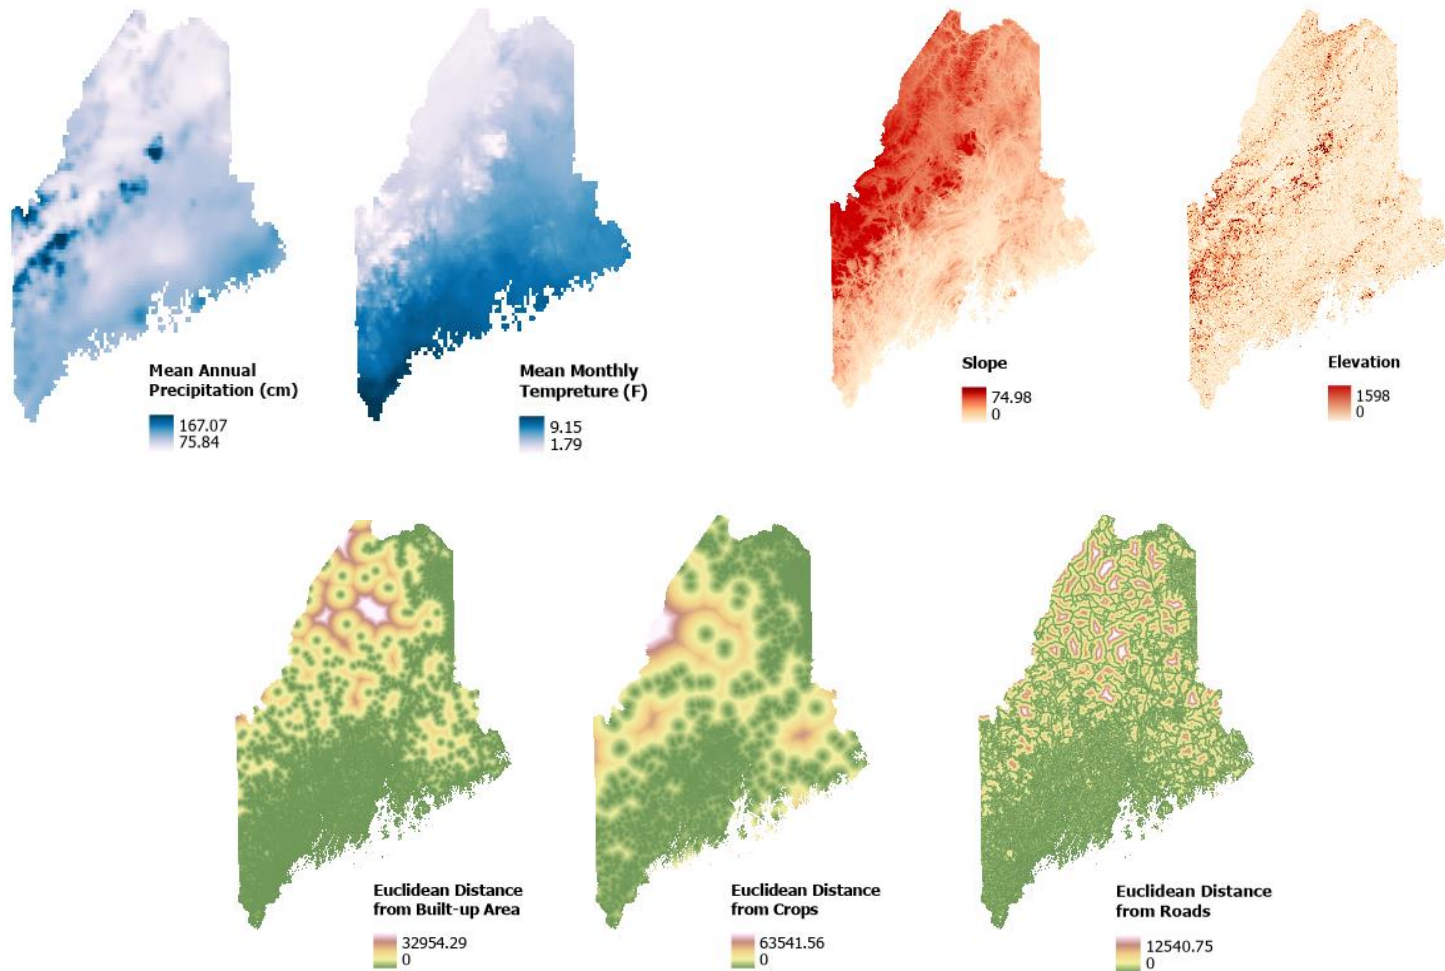 Mean Annual
Precipitation (cm)
167.07
75.84
Mean Monthly
Tempreture (F)
9.15
1.79
Slope
74.98
0
Elevation
1598
0
Euclidean Distance
from Built-up Area
32954.29
0
Euclidean Distance
from Crops
63541.56
0
Euclidean Distance
from Roads
12540.75
0